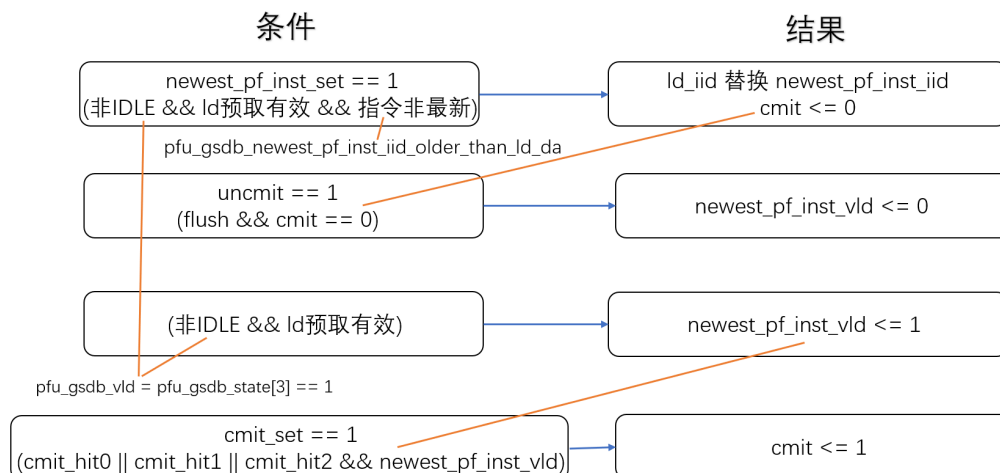 条件
结果
newest_pf_inst_set == 1
(非IDLE && ld预取有效 && 指令非最新)
ld_iid 替换 newest_pf_inst_iid
cmit <= 0
pfu_gsdb_newest_pf_inst_iid_older_than_ld_da
uncmit == 1
(flush && cmit == 0)
newest_pf_inst_vld <= 0
(非IDLE && ld预取有效)
newest_pf_inst_vld <= 1
pfu_gsdb_vld = pfu_gsdb_state[3] == 1
cmit_set == 1
(cmit_hit0 || cmit_hit1 || cmit_hit2 && newest_pf_inst_vld)
cmit <= 1